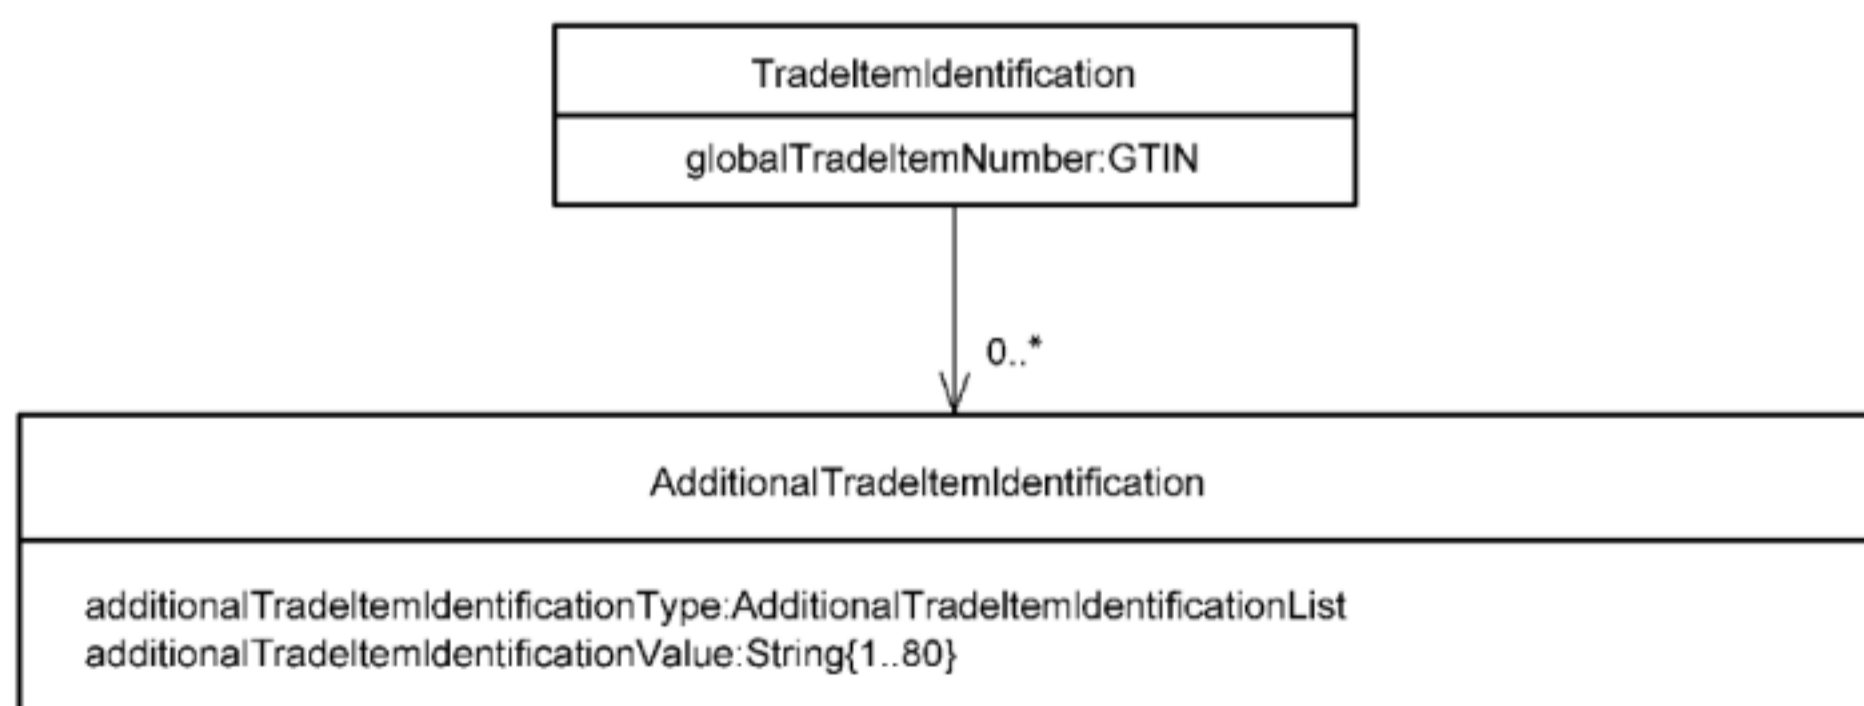 TradeItemIdentification
globalTradeItemNumber:GTIN
0..*
AdditionalTradeItemIdentification
additionalTradeItemIdentificationType:AdditionalTradeItemIdentificationList
additionalTradeItemIdentificationValue:String{1..80}